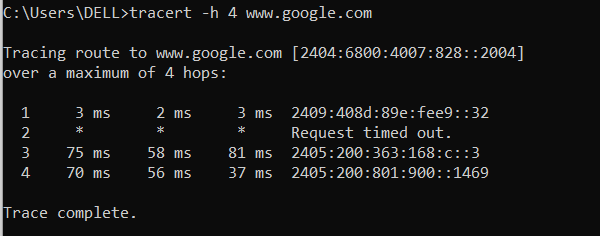 C:\Users\DELL>tracert -h 4 www.google.com
Tracing route to www.google.com [2404:6800:4007:828::2004]
over a maximum of 4 hops:
1 3 ms 2 ms 3 ms 2409:408d:89e:fee9::32
2 * * * Request timed out.
3 75 ms 58 ms 81 ms 2405:200:363:168:c::3
4 70 ms 56 ms 37 ms 2405:200:801:900::1469
Trace complete.